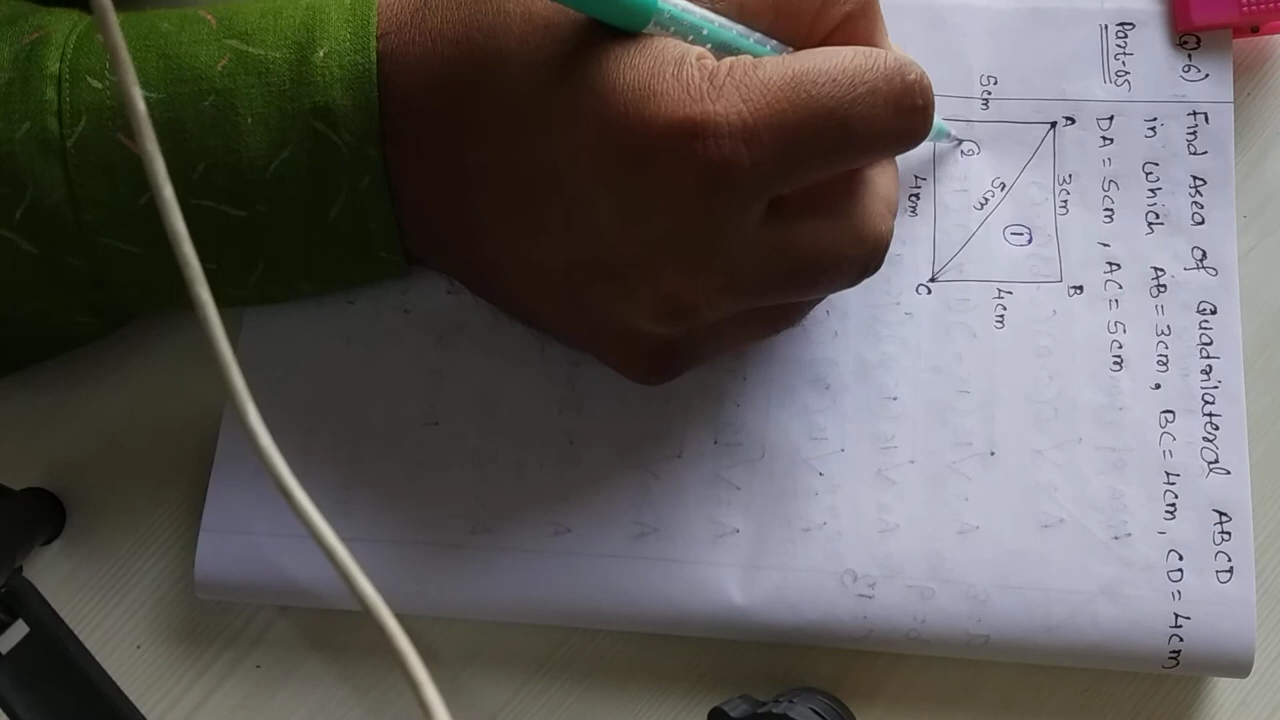 Q-6) Find Area of Quadrilateral ABCD
in which AB = 3cm, BC = 4cm, CD = 4cm
Part-05 DA = 5cm, AC = 5cm
A 3cm B
5cm ① 4cm
5cm
2
4cm C